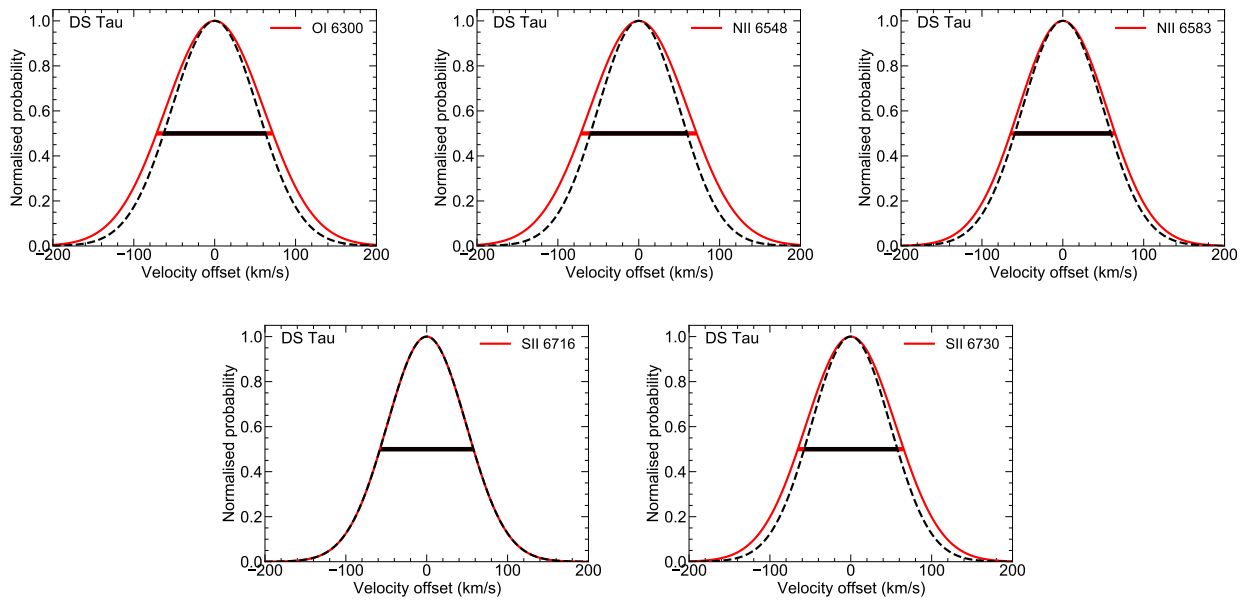 DS Tau
OI 6300
Normalised probability
1.0
0.8
0.6
0.4
0.2
0.0
−200 −100 0 100 200
Velocity offset (km/s)
DS Tau
NII 6548
Normalised probability
1.0
0.8
0.6
0.4
0.2
0.0
−200 −100 0 100 200
Velocity offset (km/s)
DS Tau
NII 6583
Normalised probability
1.0
0.8
0.6
0.4
0.2
0.0
−200 −100 0 100 200
Velocity offset (km/s)
DS Tau
SII 6716
Normalised probability
1.0
0.8
0.6
0.4
0.2
0.0
−200 −100 0 100 200
Velocity offset (km/s)
DS Tau
SII 6730
Normalised probability
1.0
0.8
0.6
0.4
0.2
0.0
−200 −100 0 100 200
Velocity offset (km/s)